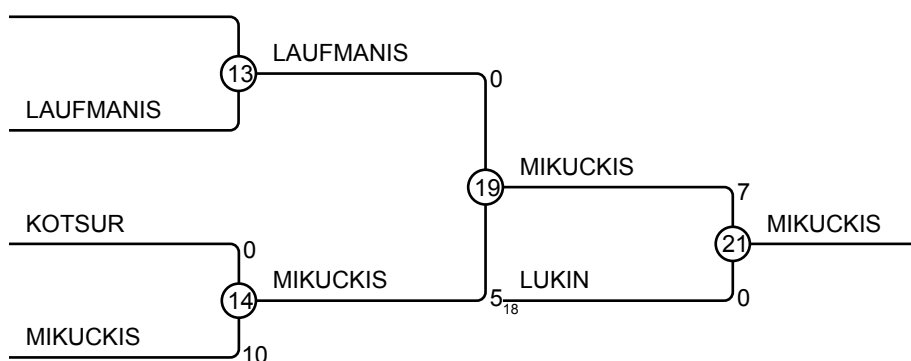 LAUFMANIS
13
0
LAUFMANIS
MIKUCKIS
19
7
KOTSUR
MIKUCKIS
0
21
MIKUCKIS
LUKIN
14
5
18
0
MIKUCKIS
10